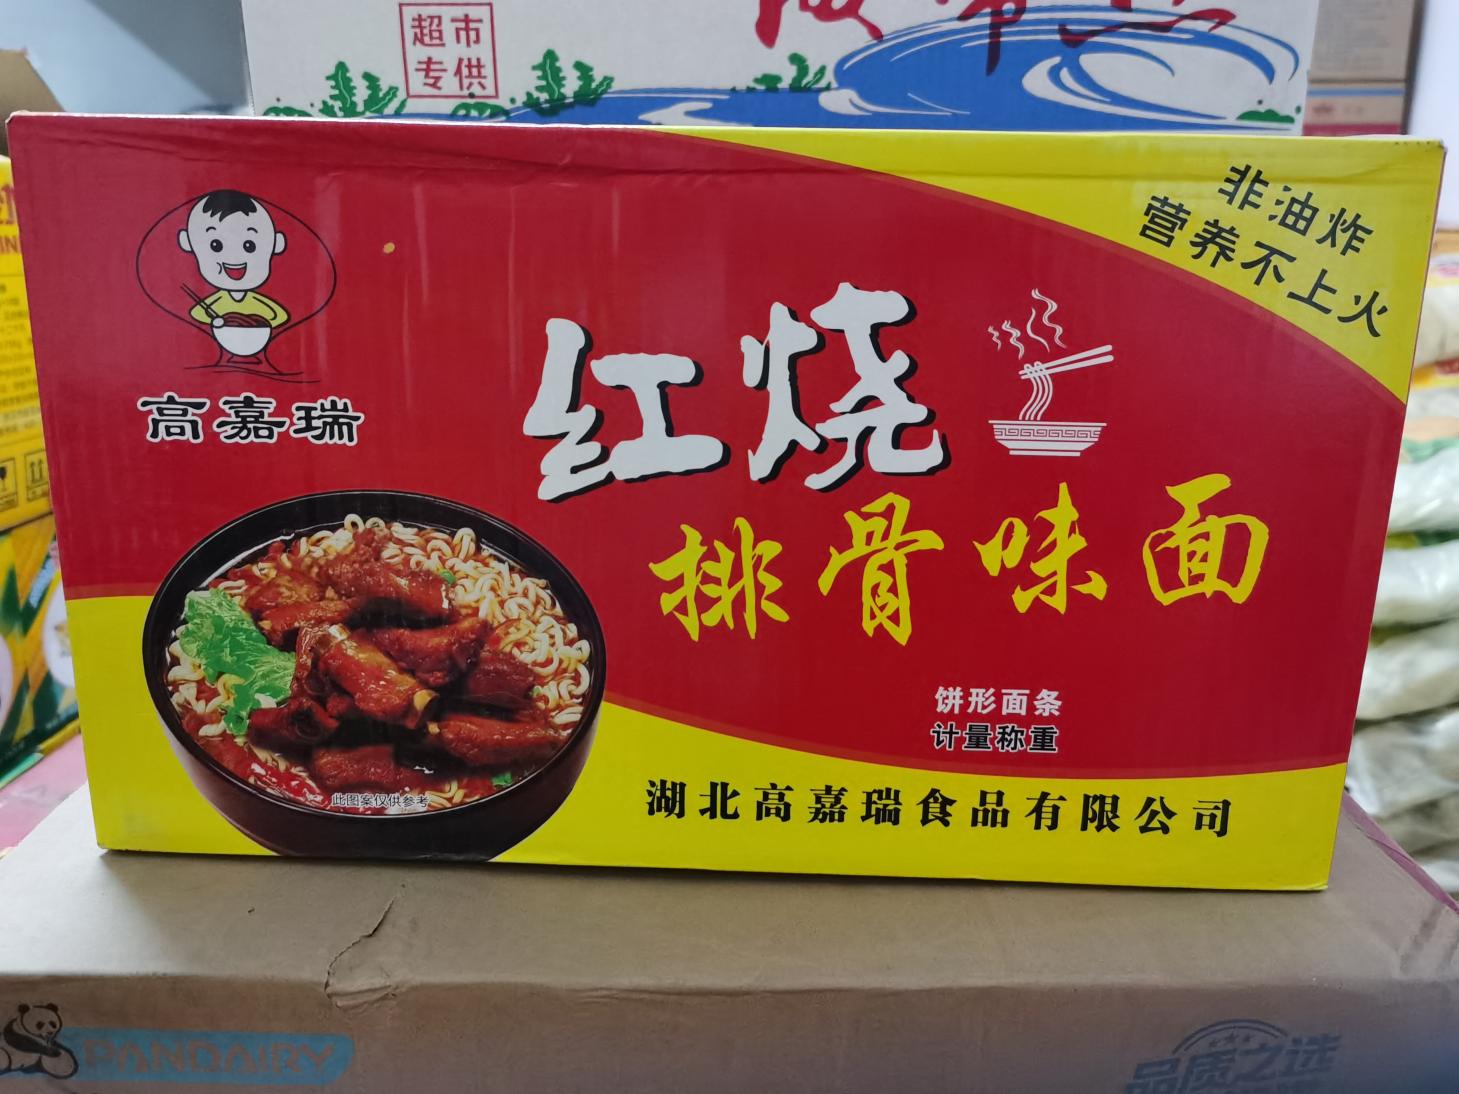 超市
专供
非油炸
营养不上火
高嘉瑞
红烧
排骨味面
饼形面条
计量称重
此图案仅供参考
湖北高嘉瑞食品有限公司
PANDAIRY
品质之选